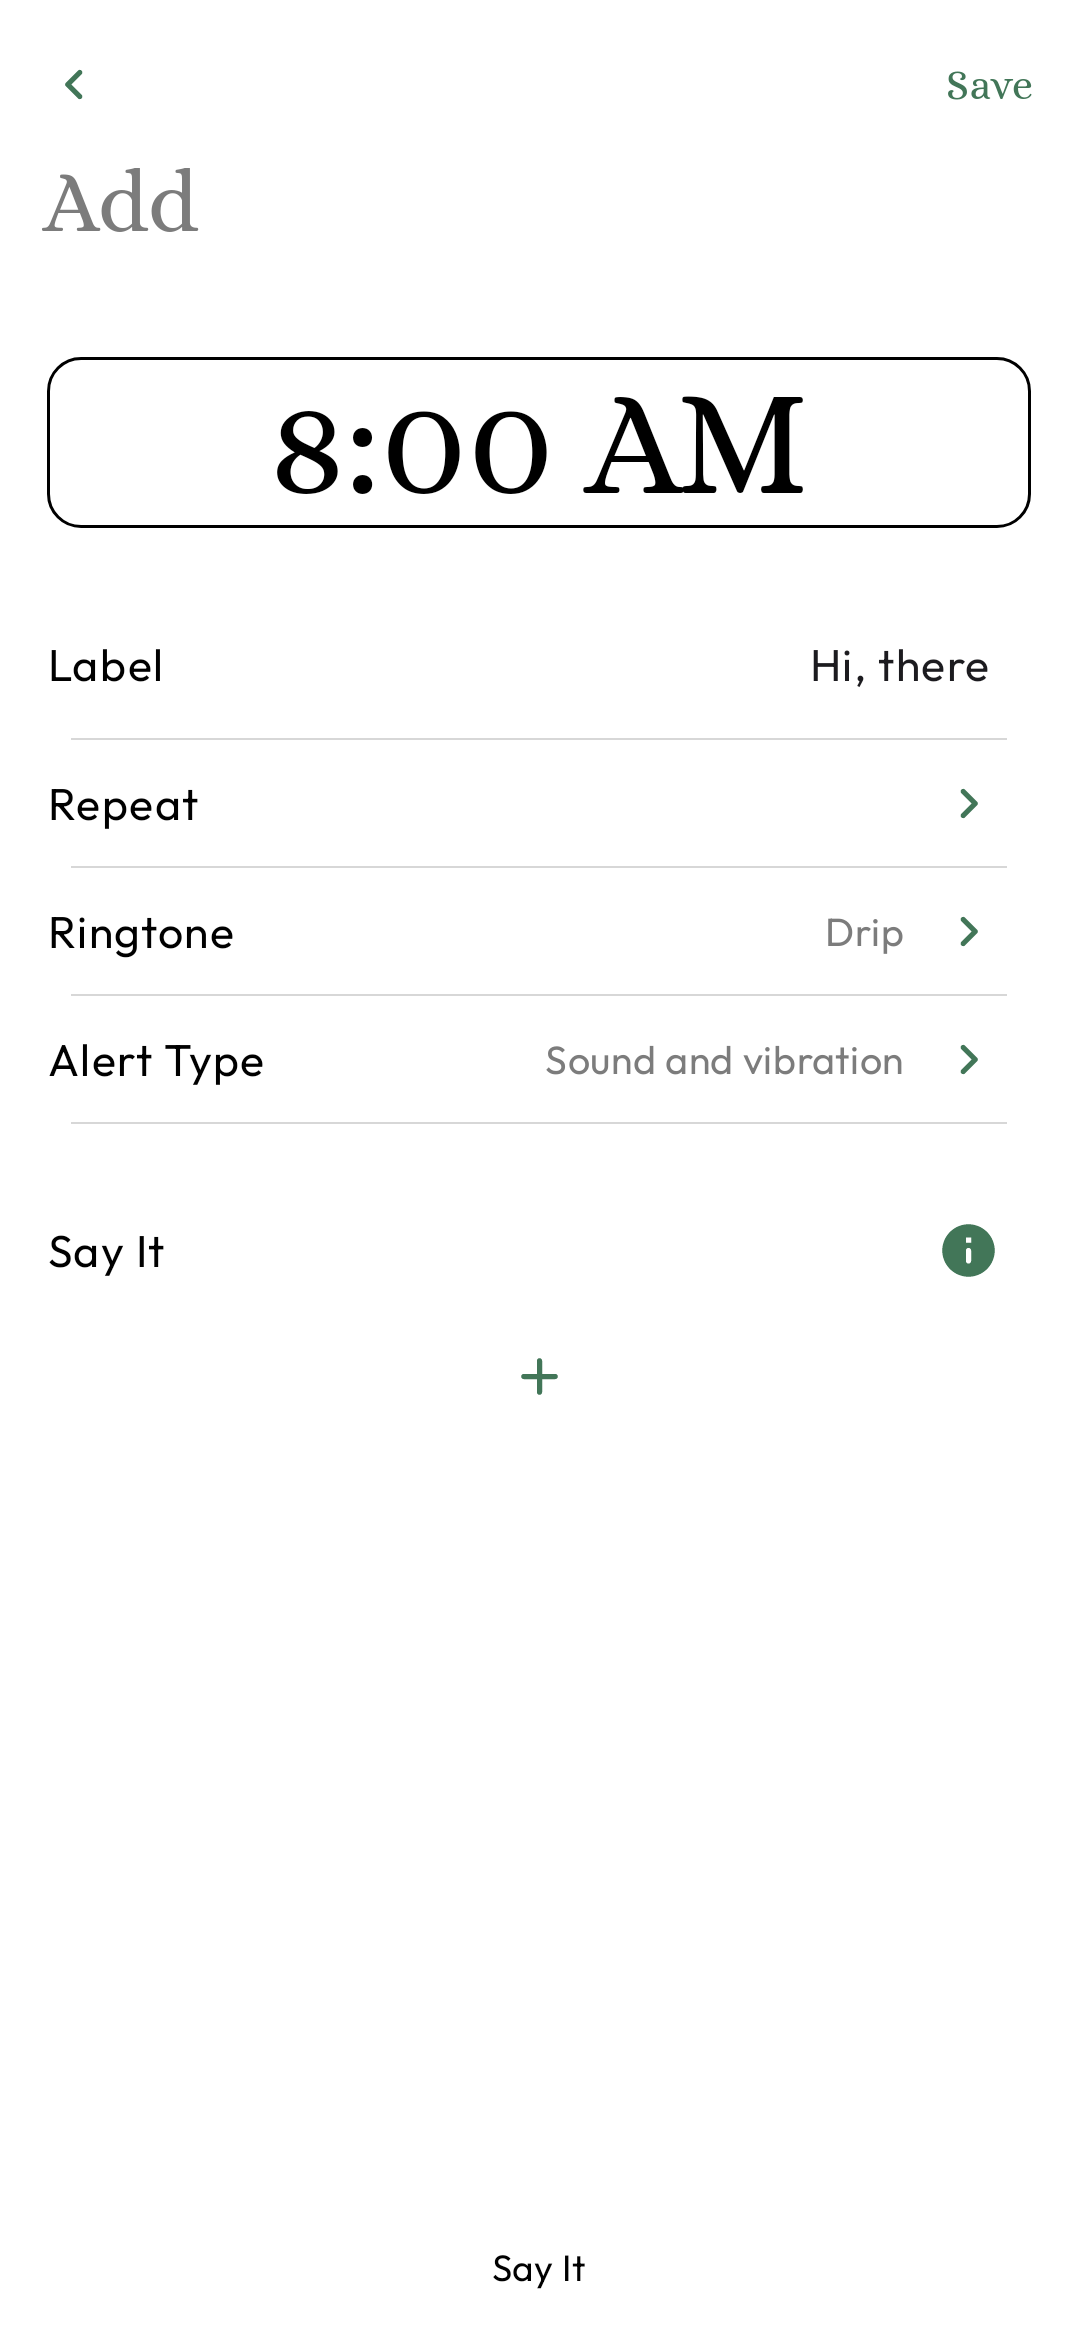 Save
Add
8:00 AM
Label Hi, there
Repeat
Ringtone Drip
Alert Type Sound and vibration
Say It
Say It